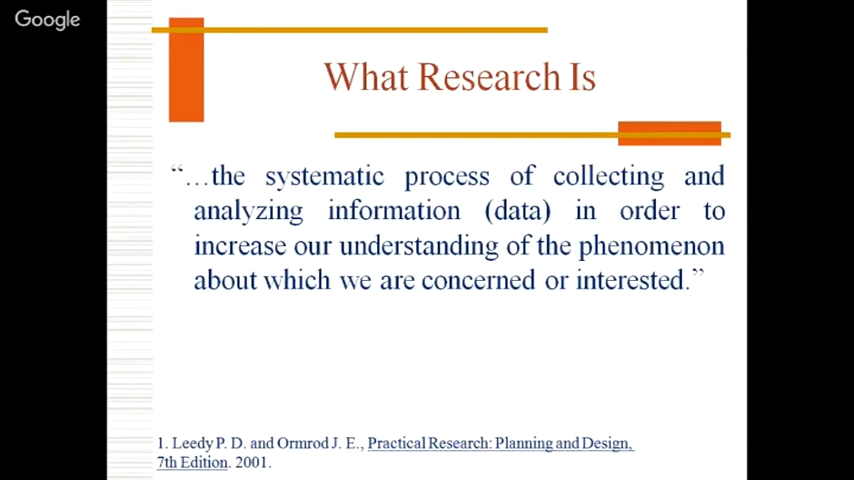 Google
What Research Is
“…the systematic process of collecting and
analyzing information (data) in order to
increase our understanding of the phenomenon
about which we are concerned or interested.”
1. Leedy P. D. and Ormrod J. E., Practical Research: Planning and Design,
7th Edition. 2001.